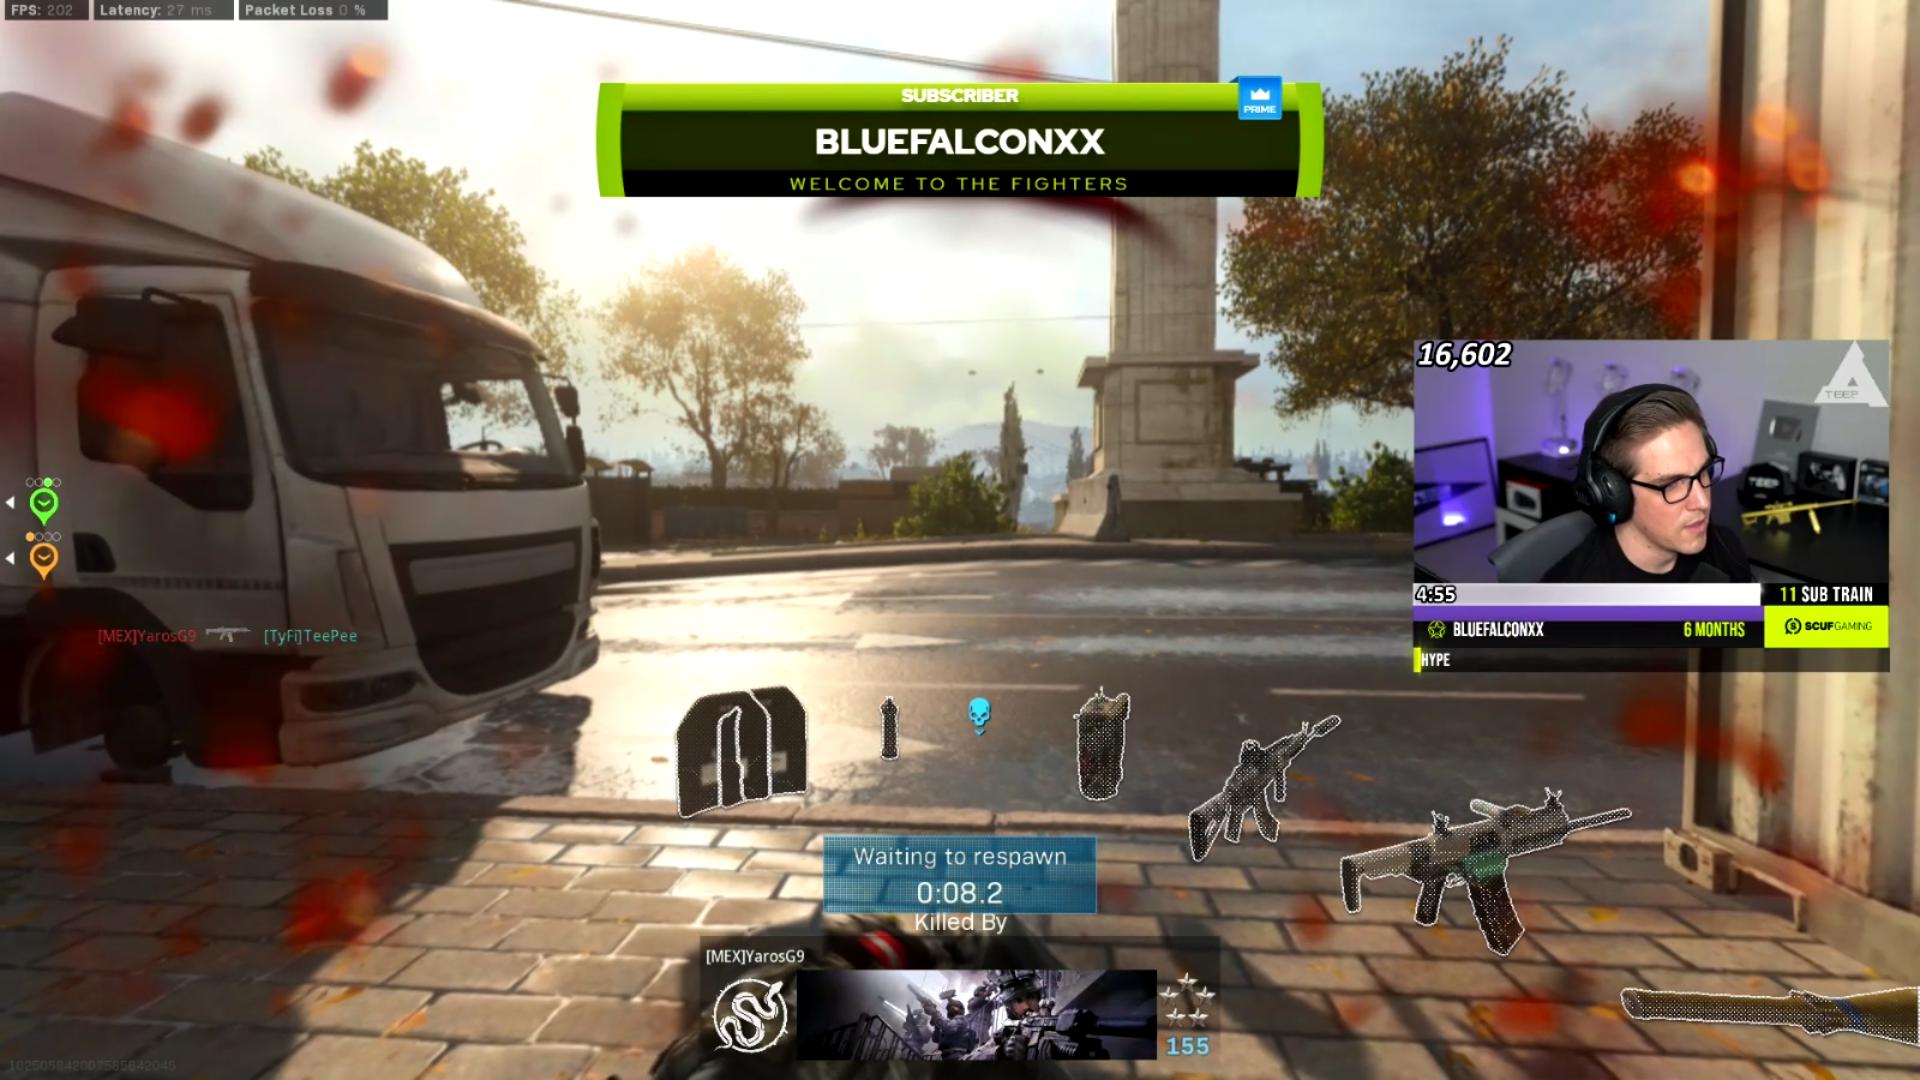 FPS: 202 Latency: 27 ms Packet Loss 0 %
SUBSCRIBER
PRIME
BLUEFALCONXX
WELCOME TO THE FIGHTERS
16,602
TEEP
TEEP
4:55
11 SUB TRAIN
BLUEFALCONXX 6 MONTHS
SCUFGAMING
HYPE
[MEX]YarosG9 [TyFi]TeePee
Waiting to respawn
0:08.2
Killed By
[MEX]YarosG9
155